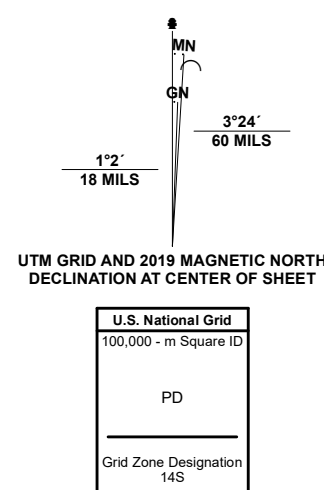 MN
GN
3°24´
60 MILS
1°2´
18 MILS
UTM GRID AND 2019 MAGNETIC NORTH
DECLINATION AT CENTER OF SHEET
U.S. National Grid
100,000 - m Square ID
PD
Grid Zone Designation
14S